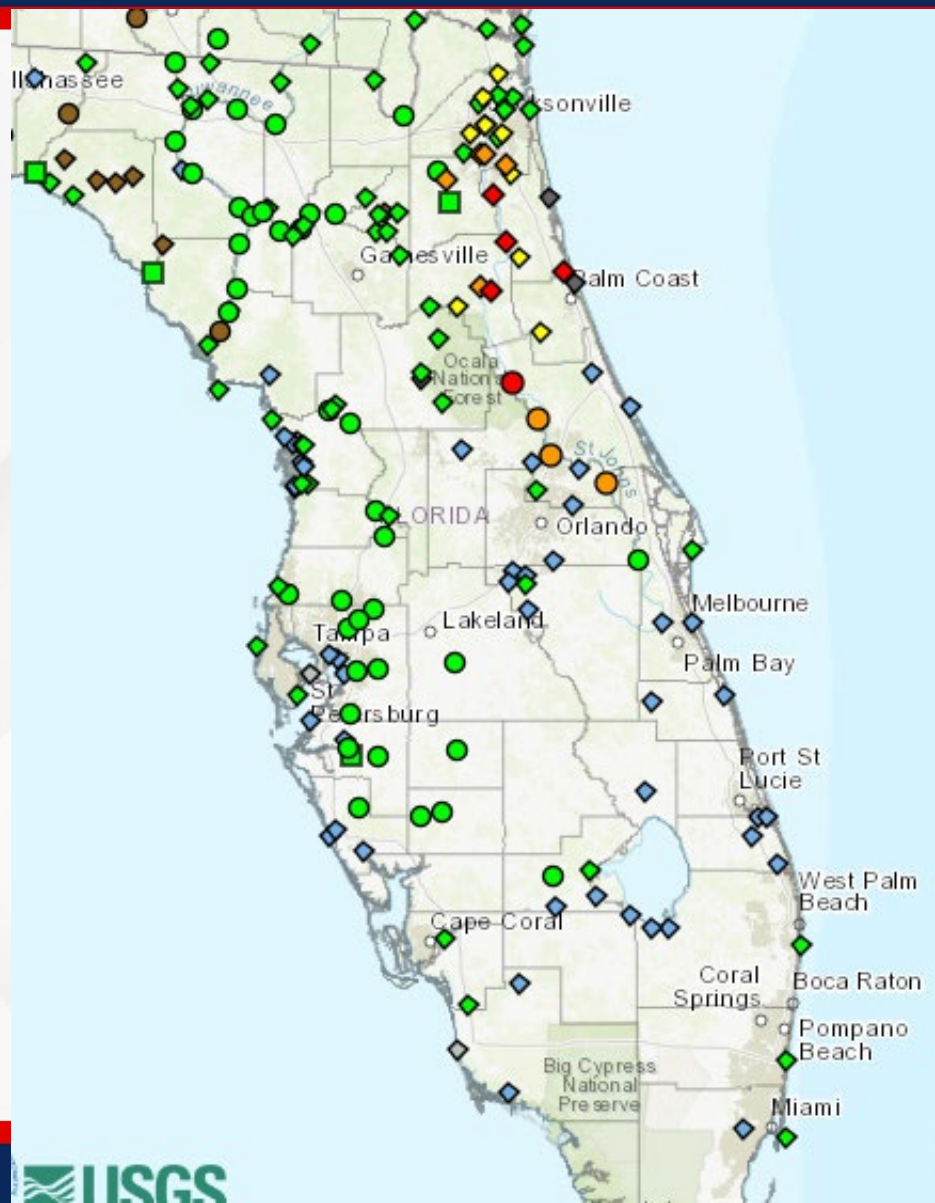 llahassee
uwannee
ksonville
Gainesville
Palm Coast
Ocala
National
Forest
St Johns
LORIDA
Orlando
Melbourne
Lakeland
Tampa
Palm Bay
St
Petersburg
Port St
Lucie
West Palm
Beach
Cape Coral
Coral
Springs
Boca Raton
Pompano
Beach
Big Cypress
National
Preserve
Miami
USGS